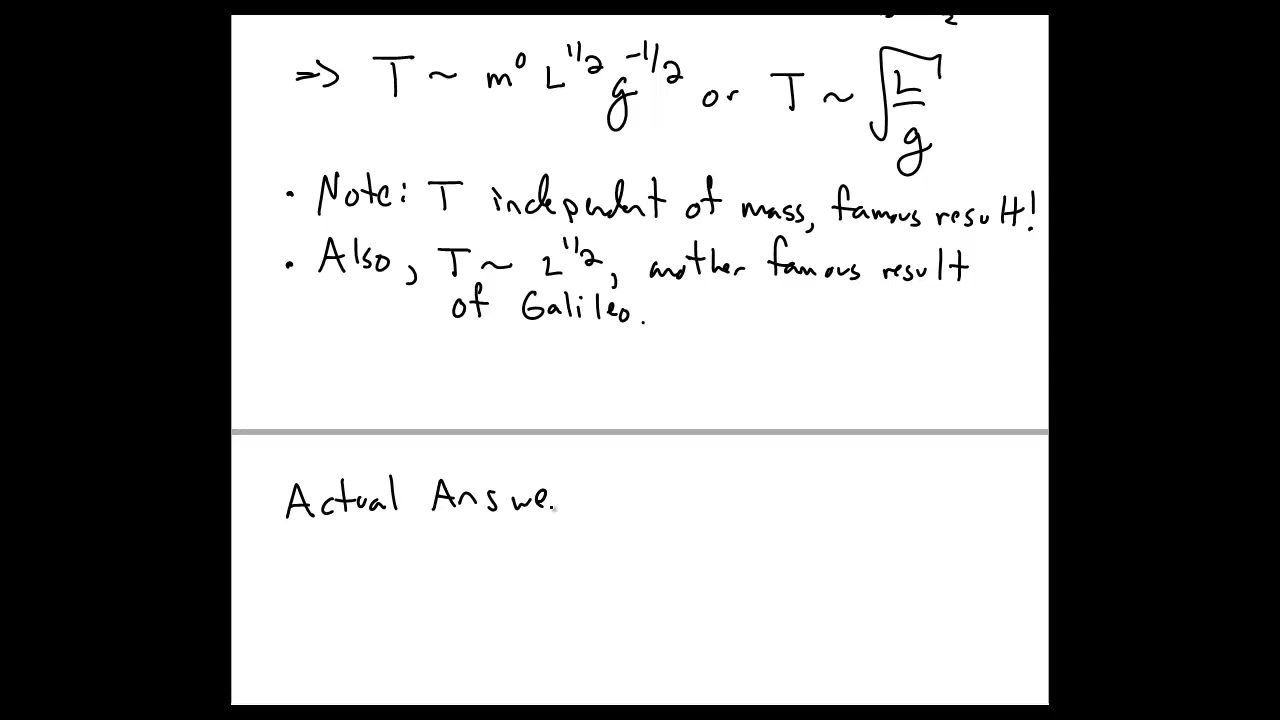 ⇒ T ~ m⁰ L^{1/2} g^{-1/2} or T ~ √(L/g)
· Note: T independent of mass, famous result!
· Also, T ~ L^{1/2}, another famous result
of Galileo.
Actual Answe